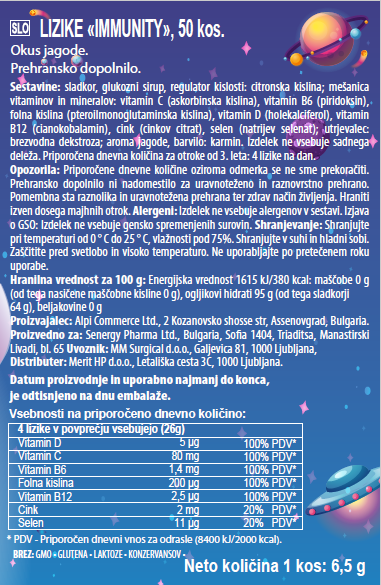 SLO LIZIKE «IMMUNITY», 50 kos.
Okus jagode.
Prehransko dopolnilo.
Sestavine: sladkor, glukozni sirup, regulator kislosti: citronska kislina; mešanica
vitaminov in mineralov: vitamin C (askorbinska kislina), vitamin B6 (piridoksin),
folna kislina (pteroilmonoglutaminska kislina), vitamin D (holekalciferol), vitamin
B12 (cianokobalamin), cink (cinkov citrat), selen (natrijev selenat); utrjevalec:
brezvodna dekstroza; aroma jagode, barvilo: karmin. Izdelek ne vsebuje sadnega
deleža. Priporočena dnevna količina za otroke od 3. leta: 4 lizike na dan.
Opozorila: Priporočene dnevne količine oziroma odmerka se ne sme prekoračiti.
Prehransko dopolnilo ni nadomestilo za uravnoteženo in raznovrstno prehrano.
Pomembna sta raznolika in uravnotežena prehrana ter zdrav način življenja. Hraniti
izven dosega majhnih otrok. Alergeni: Izdelek ne vsebuje alergenov v sestavi. Izjava
o GSO: Izdelek ne vsebuje gensko spremenjenih surovin. Shranjevanje: Shranjujte
pri temperaturi od 0 ° C do 25 ° C, vlažnosti pod 75%. Shranjujte v suhi in hladni sobi.
Zaščitite pred svetlobo in visoko temperaturo. Ne uporabljajte po pretečenem roku
uporabe.
Hranilna vrednost za 100 g: Energijska vrednost 1615 kJ/380 kcal: maščobe 0 g
(od tega nasičene maščobne kisline 0 g), ogljikovi hidrati 95 g (od tega sladkorji
64 g), beljakovine 0 g
Proizvajalec: Alpi Commerce Ltd., 2 Kozanovsko shosse str, Assenovgrad, Bulgaria.
Proizvedno za: Senergy Pharma Ltd., Bulgaria, Sofia 1404, Triaditsa, Manastirski
Livadi, bl. 65 Uvoznik: MM Surgical d.o.o., Galjevica 81, 1000 Ljubljana,
Distributer: Merit HP d.o.o., Letališka cesta 3C, 1000 Ljubljana.
Datum proizvodnje in uporabno najmanj do konca,
je odtisnjeno na dnu embalaže.
Vsebnosti na priporočeno dnevno količino:
4 lizike v povprečju vsebujejo (26g)
Vitamin D 5 µg 100% PDV*
Vitamin C 80 mg 100% PDV*
Vitamin B6 1,4 mg 100% PDV*
Folna kislina 200 µg 100% PDV*
Vitamin B12 2,5 µg 100% PDV*
Cink 2 mg 20% PDV*
Selen 11 µg 20% PDV*
* PDV - Priporočen dnevni vnos za odrasle (8400 kJ/2000 kcal).
BREZ: GMO • GLUTENA • LAKTOZE • KONZERVANSOV •
Neto količina 1 kos: 6,5 g